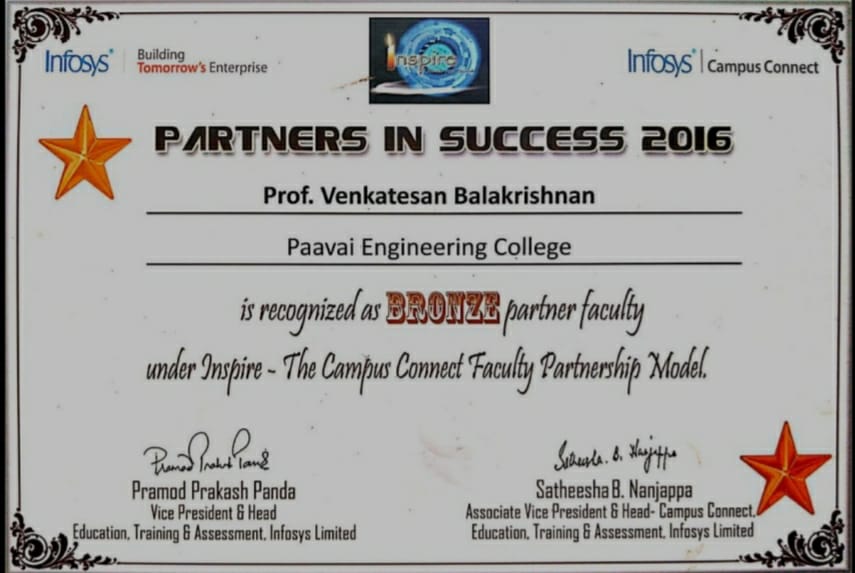 Infosys® | Building Tomorrow's Enterprise
Inspire
Infosys® | Campus Connect
PARTNERS IN SUCCESS 2016
Prof. Venkatesan Balakrishnan
Paavai Engineering College
is recognized as BRONZE partner faculty
under Inspire - The Campus Connect Faculty Partnership Model.
Pramod Prakash Panda
Pramod Prakash Panda
Vice President & Head
Education, Training & Assessment, Infosys Limited
Satheesha. B. Nanjappa
Satheesha B. Nanjappa
Associate Vice President & Head- Campus Connect,
Education, Training & Assessment, Infosys Limited